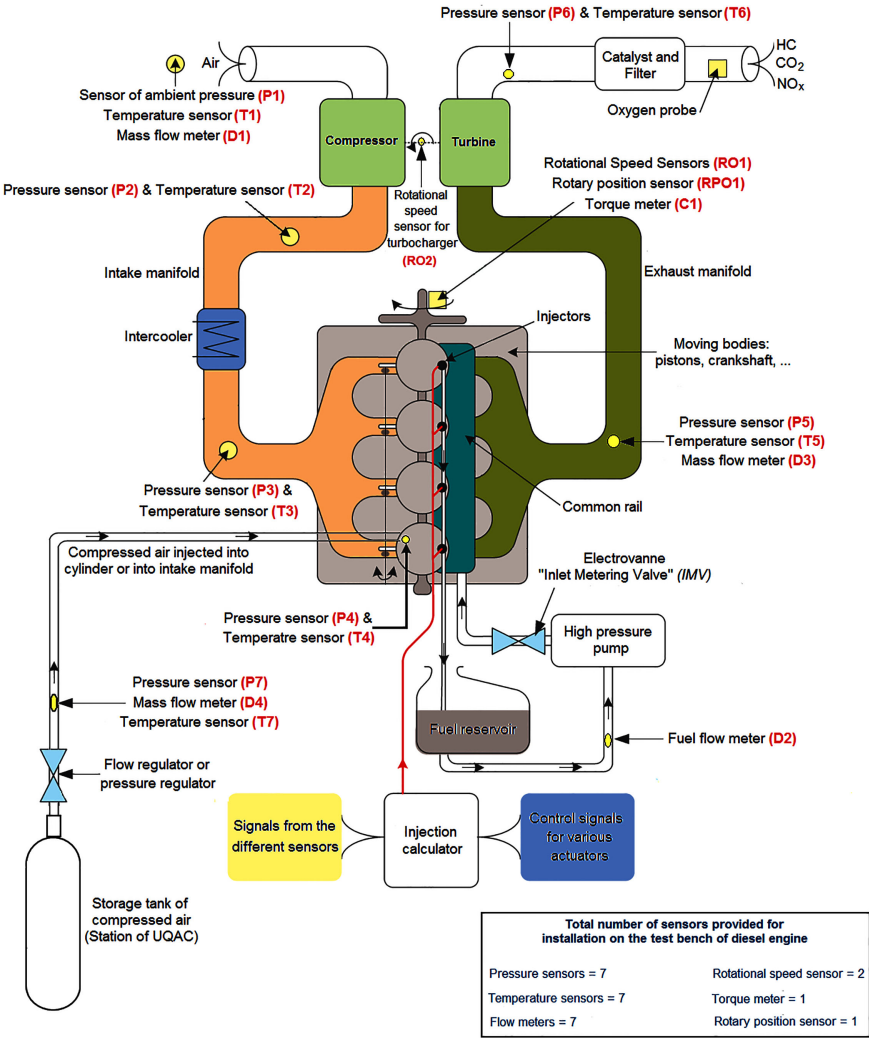 Pressure sensor (P6) & Temperature sensor (T6)
Air
Catalyst and
Filter
HC
CO₂
NOₓ
Sensor of ambient pressure (P1)
Temperature sensor (T1)
Mass flow meter (D1)
Oxygen probe
Compressor
Turbine
Rotational Speed Sensors (RO1)
Rotary position sensor (RPO1)
Torque meter (C1)
Pressure sensor (P2) & Temperature sensor (T2)
Rotational
speed
sensor for
turbocharger
(RO2)
Intake manifold
Exhaust manifold
Injectors
Intercooler
Moving bodies:
pistons, crankshaft, ...
Pressure sensor (P5)
Temperature sensor (T5)
Mass flow meter (D3)
Pressure sensor (P3) &
Temperature sensor (T3)
Common rail
Compressed air injected into
cylinder or into intake manifold
Electrovanne
"Inlet Metering Valve" (IMV)
Pressure sensor (P4) &
Temperatre sensor (T4)
High pressure
pump
Pressure sensor (P7)
Mass flow meter (D4)
Temperature sensor (T7)
Fuel reservoir
Fuel flow meter (D2)
Flow regulator or
pressure regulator
Signals from the
different sensors
Injection
calculator
Control signals
for various
actuators
Storage tank of
compressed air
(Station of UQAC)
Total number of sensors provided for
installation on the test bench of diesel engine
Pressure sensors = 7
Rotational speed sensor = 2
Temperature sensors = 7
Torque meter = 1
Flow meters = 7
Rotary position sensor = 1